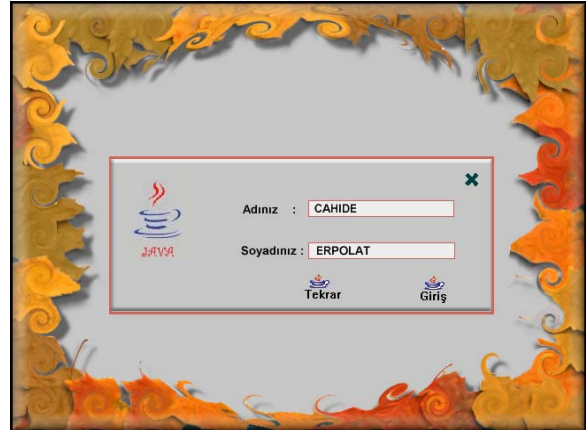 Adınız : CAHIDE
JAVA
Soyadınız : ERPOLAT
Tekrar Giriş